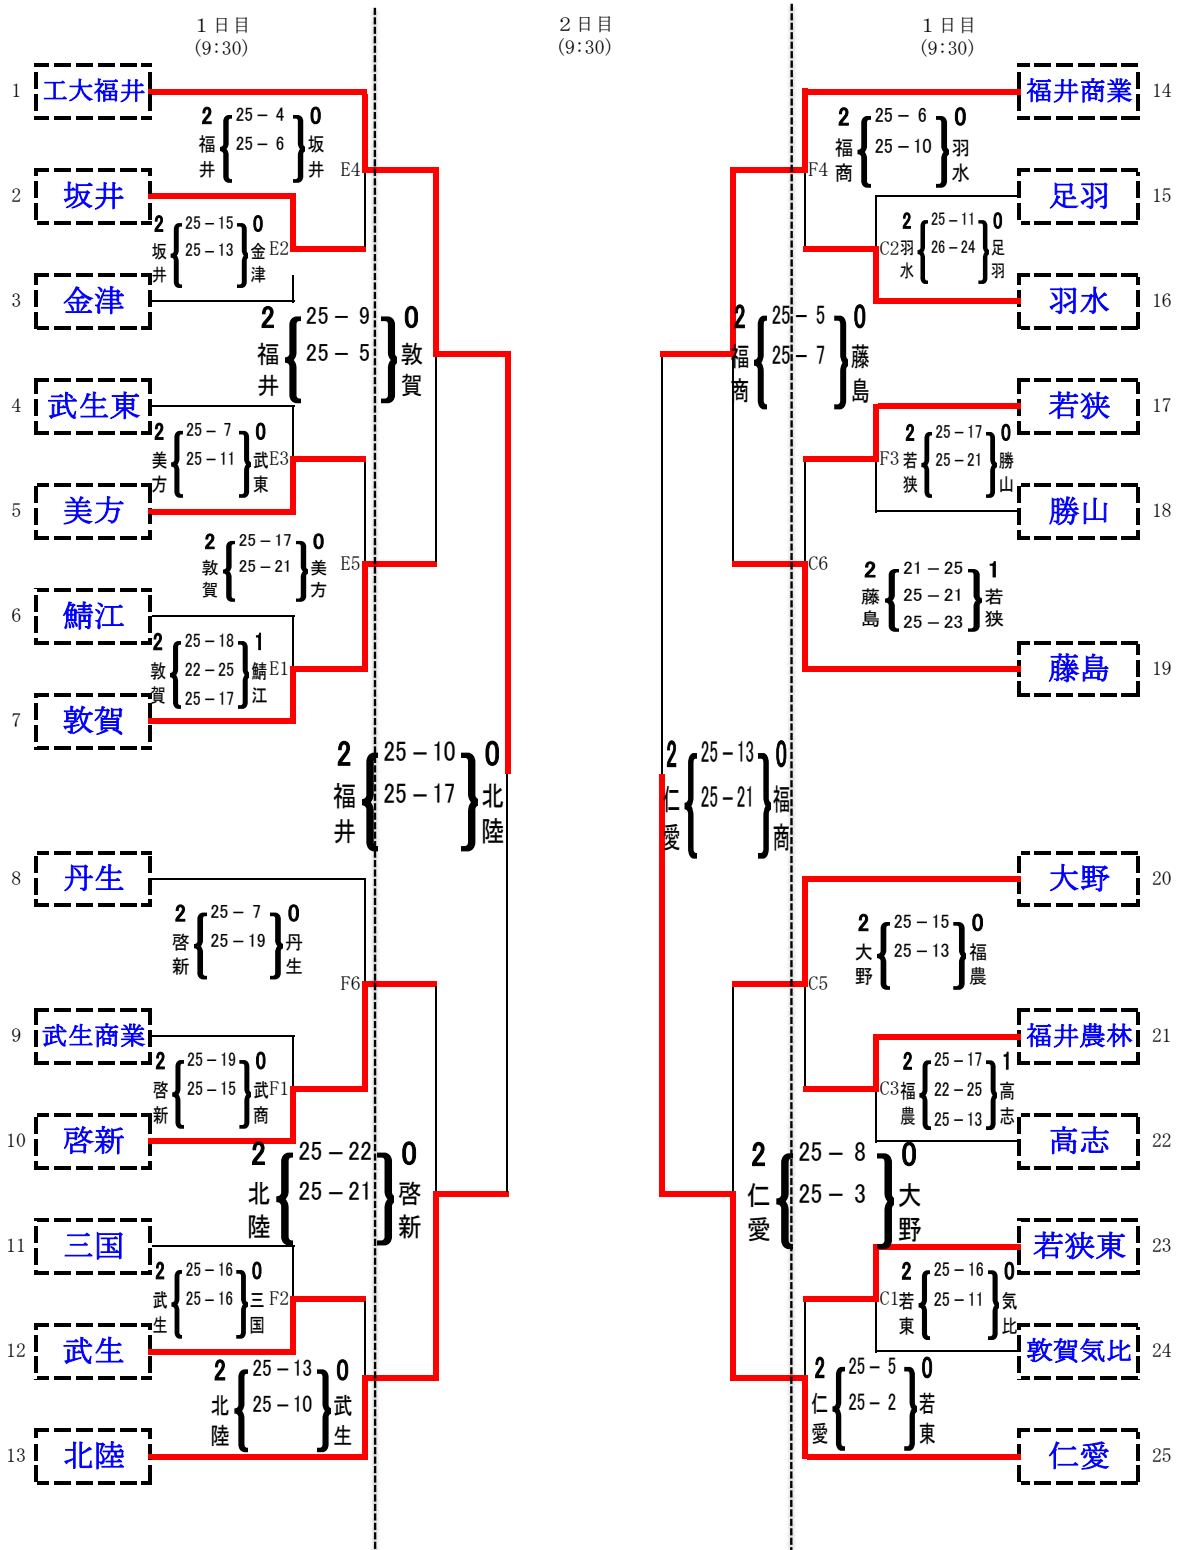 １日目
(9:30)
２日目
(9:30)
１日目
(9:30)
1 工大福井
2 25－ 4 0
福井 25－ 6 坂井
E4
2 坂井
2 25－15 0
坂井 25－13 金津
E2
3 金津
2 25－ 9 0
福井 25－ 5 敦賀
4 武生東
2 25－ 7 0
美方 25－11 武東
E3
5 美方
2 25－17 0
敦賀 25－21 美方
E5
6 鯖江
2 25－18 1
敦賀 22－25 鯖江
25－17
E1
7 敦賀
2 25－10 0
福井 25－17 北陸
8 丹生
2 25－ 7 0
啓新 25－19 丹生
F6
9 武生商業
2 25－19 0
啓新 25－15 武商
F1
10 啓新
2 25－22 0
北陸 25－21 啓新
11 三国
2 25－16 0
武生 25－16 三国
F2
12 武生
2 25－13 0
北陸 25－10 武生
13 北陸
福井商業 14
2 25－ 6 0
福商 25－10 羽水
F4
足羽 15
2 25－11 0
羽水 26－24 足羽
C2
羽水 16
2 25－ 5 0
福商 25－ 7 藤島
若狭 17
2 25－17 0
若狭 25－21 勝山
F3
勝山 18
2 21－25 1
藤島 25－21 若狭
25－23
C6
藤島 19
2 25－13 0
仁愛 25－21 福商
大野 20
2 25－15 0
大野 25－13 福農
C5
福井農林 21
2 25－17 1
福農 22－25 高志
25－13
C3
高志 22
2 25－ 8 0
仁愛 25－ 3 大野
若狭東 23
2 25－16 0
若東 25－11 気比
C1
敦賀気比 24
2 25－ 5 0
仁愛 25－ 2 若東
仁愛 25